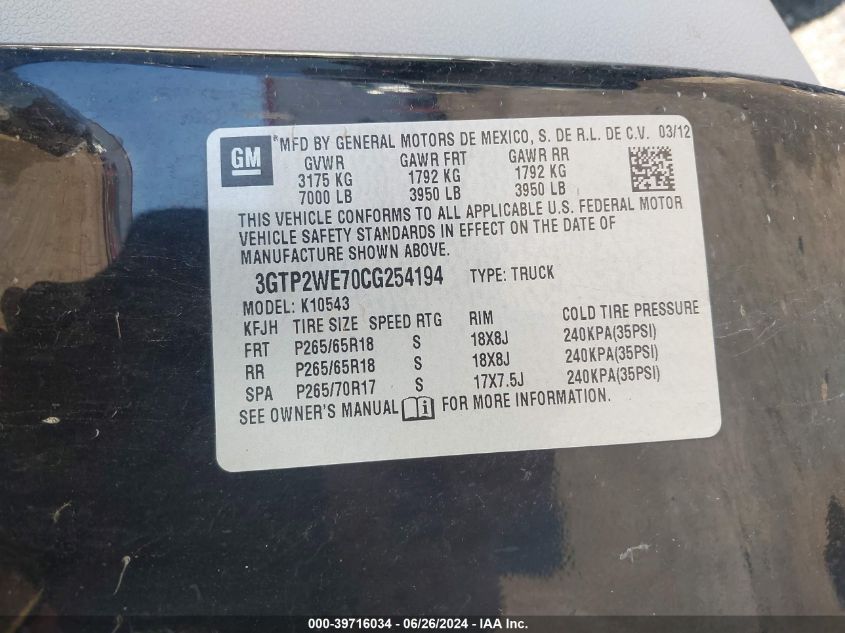 GM
*MFD BY GENERAL MOTORS DE MEXICO, S. DE R.L. DE C.V. 03/12
GVWR GAWR FRT GAWR RR
3175 KG 1792 KG 1792 KG
7000 LB 3950 LB 3950 LB
THIS VEHICLE CONFORMS TO ALL APPLICABLE U.S. FEDERAL MOTOR
VEHICLE SAFETY STANDARDS IN EFFECT ON THE DATE OF
MANUFACTURE SHOWN ABOVE.
3GTP2WE70CG254194 TYPE: TRUCK
MODEL: K10543
KFJH TIRE SIZE SPEED RTG RIM COLD TIRE PRESSURE
FRT P265/65R18 S 18X8J 240KPA(35PSI)
RR P265/65R18 S 18X8J 240KPA(35PSI)
SPA P265/70R17 S 17X7.5J 240KPA(35PSI)
SEE OWNER'S MANUAL i FOR MORE INFORMATION.
000-39716034 - 06/26/2024 - IAAI Inc.